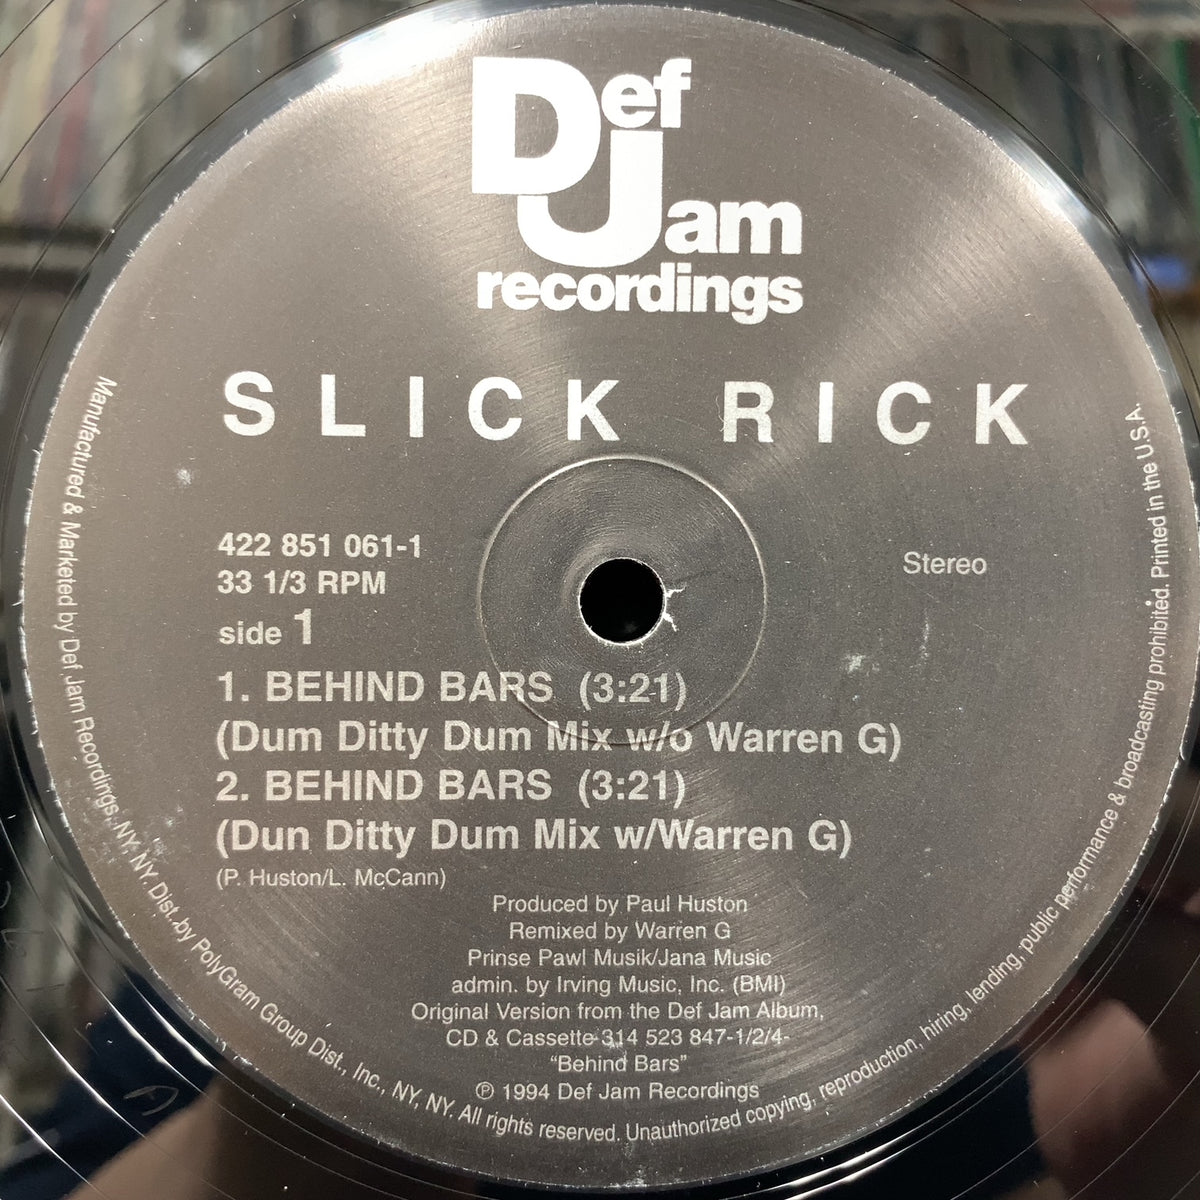 Def
Jam
recordings
SLICK RICK
422 851 061-1
33 1/3 RPM
side 1
Stereo
1. BEHIND BARS (3:21)
(Dum Ditty Dum Mix w/o Warren G)
2. BEHIND BARS (3:21)
(Dun Ditty Dum Mix w/Warren G)
(P. Huston/L. McCann)
Produced by Paul Huston
Remixed by Warren G
Prinse Pawl Musik/Jana Music
admin. by Irving Music, Inc. (BMI)
Original Version from the Def Jam Album,
CD & Cassette 314 523 847-1/2/4-
“Behind Bars”
℗ 1994 Def Jam Recordings
Manufactured & Marketed by Def Jam Recordings, NY, NY. Dist. by PolyGram Group Dist., Inc., NY, NY. All rights reserved. Unauthorized copying, reproduction, hiring, lending, public performance & broadcasting prohibited. Printed in the U.S.A.